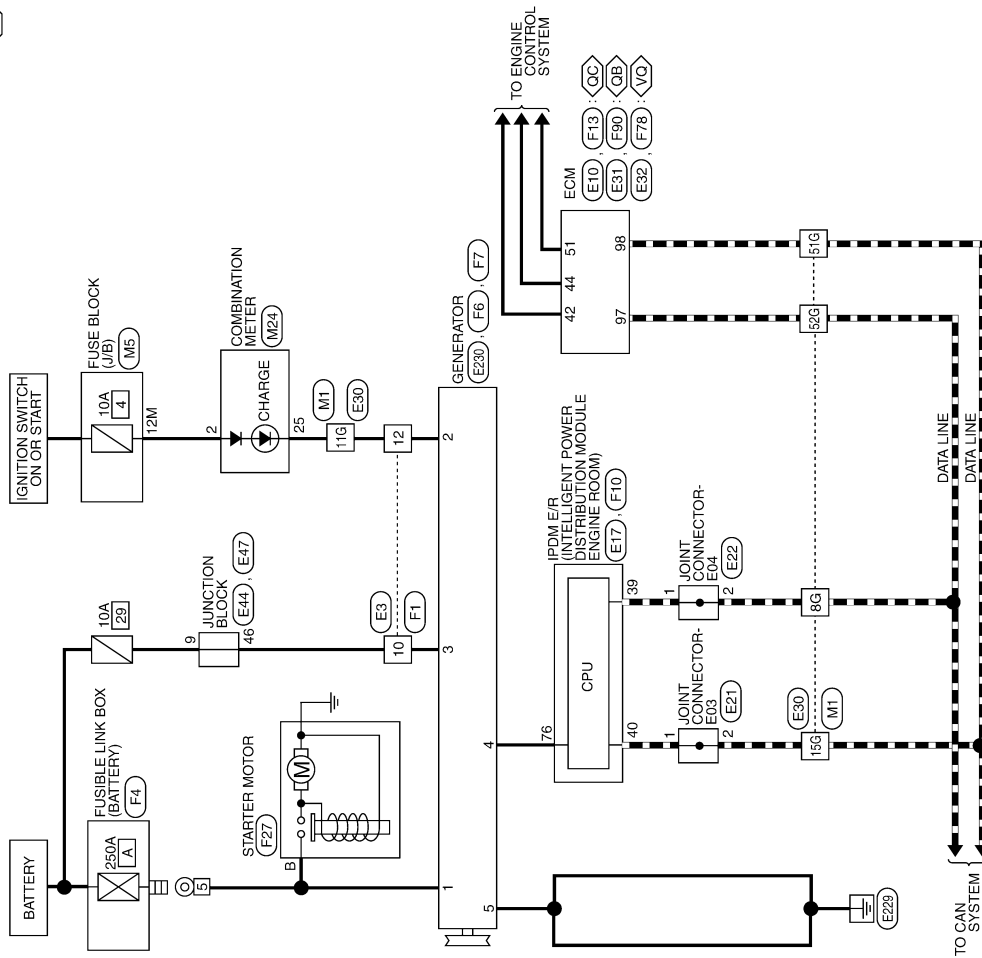 BATTERY
FUSIBLE LINK BOX
(BATTERY)
F4
250A
A
5
10A
29
9
JUNCTION
BLOCK
E44 , E47
46
IGNITION SWITCH
ON OR START
FUSE BLOCK
(J/B)
M5
10A
4
12M
2
COMBINATION
METER
M24
CHARGE
25
M1
E30
11G
12
E3
F1
10
STARTER MOTOR
F27
M
B
1
3
2
GENERATOR
E230 , F6 , F7
5
4
76
IPDM E/R
(INTELLIGENT POWER
DISTRIBUTION MODULE
ENGINE ROOM)
E17 , F10
CPU
40
39
1
JOINT
CONNECTOR-
E03
E21
2
1
JOINT
CONNECTOR-
E04
E22
2
E30
M1
15G
8G
52G
51G
TO ENGINE
CONTROL
SYSTEM
ECM
E10 , F13 : QC
E31 , F90 : QB
E32 , F78 : VQ
42
44
51
97
98
DATA LINE
DATA LINE
E229
TO CAN
SYSTEM